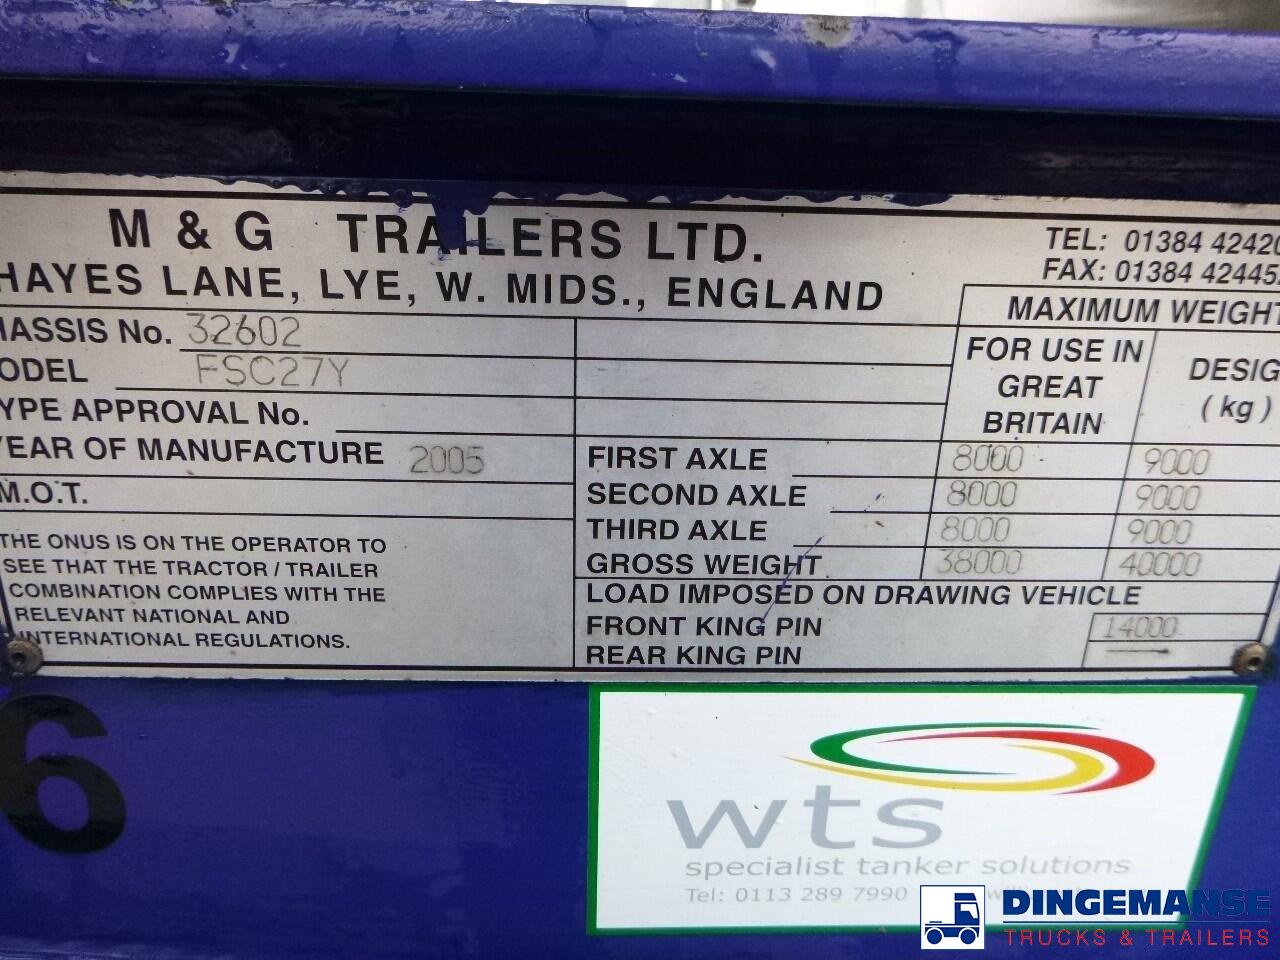 M & G TRAILERS LTD.
HAYES LANE, LYE, W. MIDS., ENGLAND
TEL: 01384 42420
FAX: 01384 42445
HASSIS No. 32602
ODEL FSC27Y
YPE APPROVAL No.
YEAR OF MANUFACTURE 2005
M.O.T.
THE ONUS IS ON THE OPERATOR TO
SEE THAT THE TRACTOR / TRAILER
COMBINATION COMPLIES WITH THE
RELEVANT NATIONAL AND
INTERNATIONAL REGULATIONS.
MAXIMUM WEIGHT
FOR USE IN
GREAT
BRITAIN
DESIG
(kg)
FIRST AXLE 8000 9000
SECOND AXLE 8000 9000
THIRD AXLE 8000 9000
GROSS WEIGHT 38000 40000
LOAD IMPOSED ON DRAWING VEHICLE
FRONT KING PIN 14000
REAR KING PIN —
6
wts
specialist tanker solutions
Tel: 0113 289 7990
DINGEMANSE
TRUCKS & TRAILERS